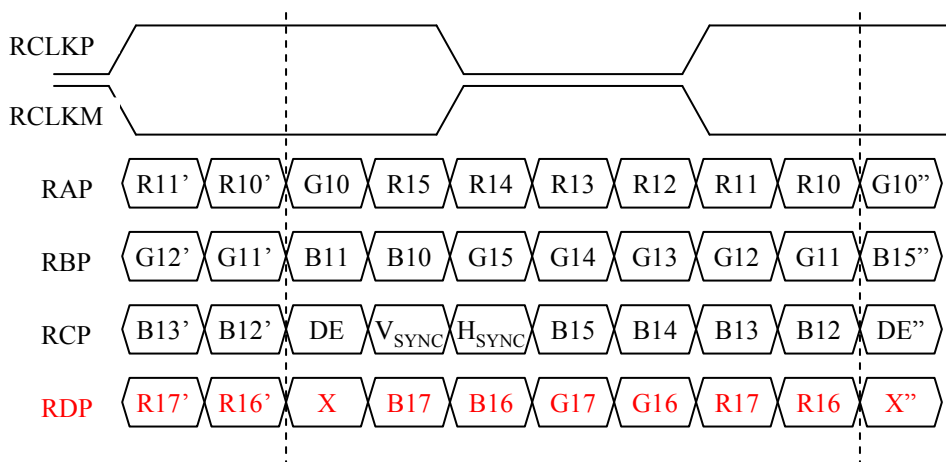 RCLKP
RCLKM
RAP R11’ R10’ G10 R15 R14 R13 R12 R11 R10 G10”
RBP G12’ G11’ B11 B10 G15 G14 G13 G12 G11 B15”
RCP B13’ B12’ DE VSYNC HSYNC B15 B14 B13 B12 DE”
RDP R17’ R16’ X B17 B16 G17 G16 R17 R16 X”